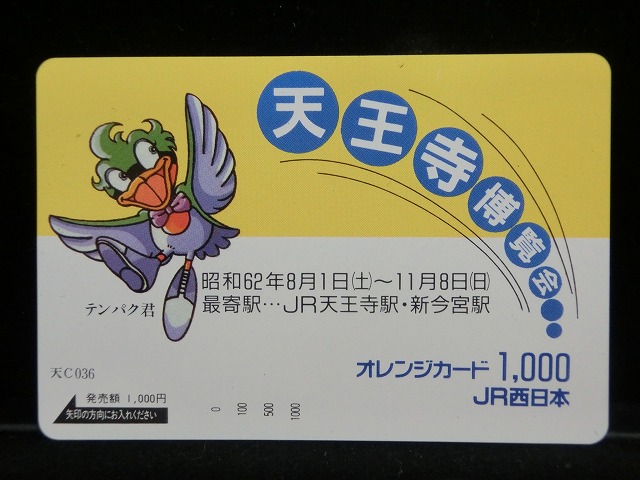 天王寺博覧会
昭和62年8月1日(土)～11月8日(日)
最寄駅…JR天王寺駅・新今宮駅
テンパク君
オレンジカード 1,000
JR西日本
天C036
発売額 1,000円
矢印の方向にお入れください
0 100 500 1000